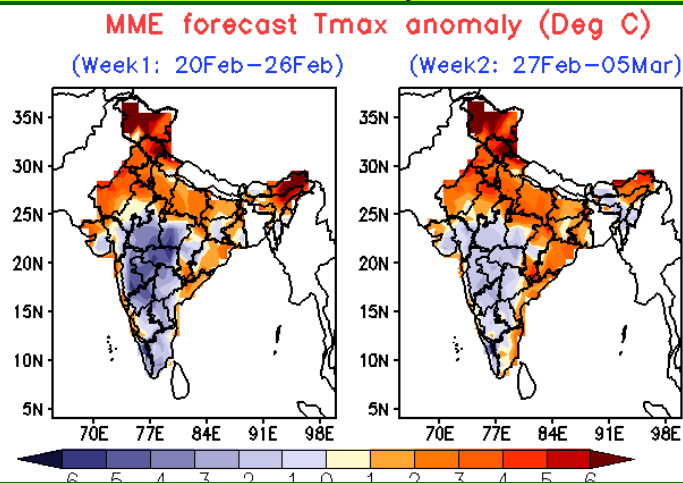 MME forecast Tmax anomaly (Deg C)
(Week1: 20Feb−26Feb) (Week2: 27Feb−05Mar)
35N 35N
30N 30N
25N 25N
20N 20N
15N 15N
10N 10N
5N 5N
70E 77E 84E 91E 98E 70E 77E 84E 91E 98E
-6 -5 -4 -3 -2 -1 0 1 2 3 4 5 6